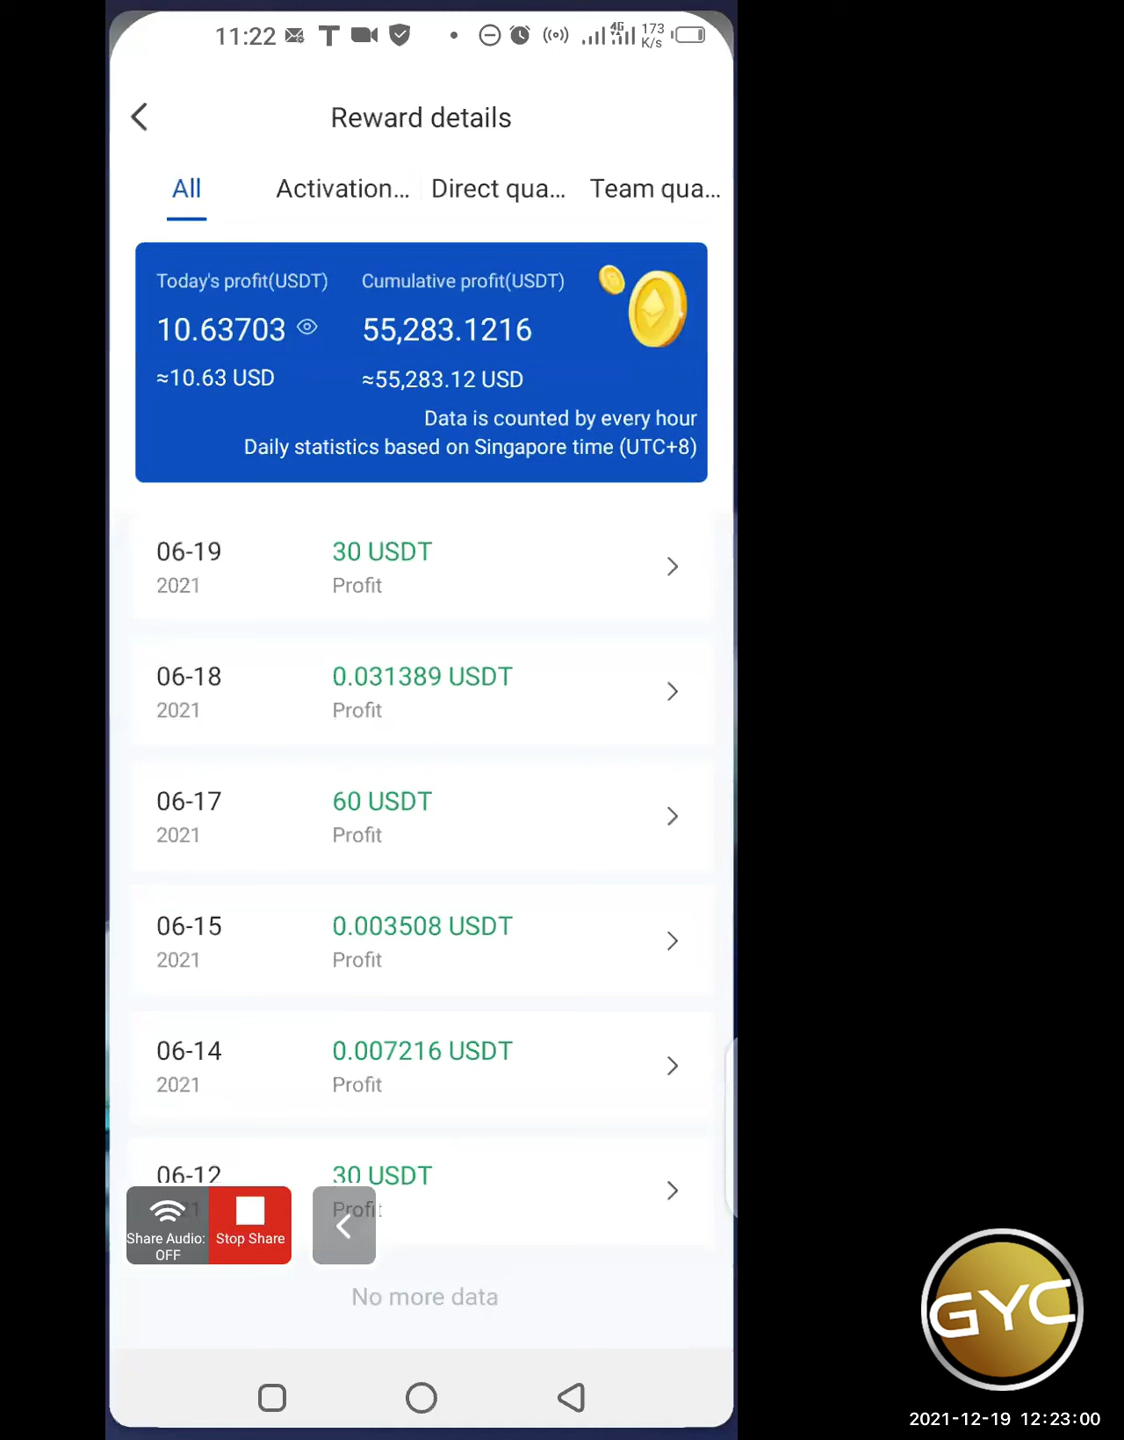 11:22
4G 173 K/s
Reward details
All Activation... Direct qua... Team qua...
Today's profit(USDT) Cumulative profit(USDT)
10.63703 55,283.1216
≈10.63 USD ≈55,283.12 USD
Data is counted by every hour
Daily statistics based on Singapore time (UTC+8)
06-19 30 USDT
2021 Profit
06-18 0.031389 USDT
2021 Profit
06-17 60 USDT
2021 Profit
06-15 0.003508 USDT
2021 Profit
06-14 0.007216 USDT
2021 Profit
06-12 30 USDT
Profit
Share Audio: OFF
Stop Share
No more data
GYC
2021-12-19 12:23:00